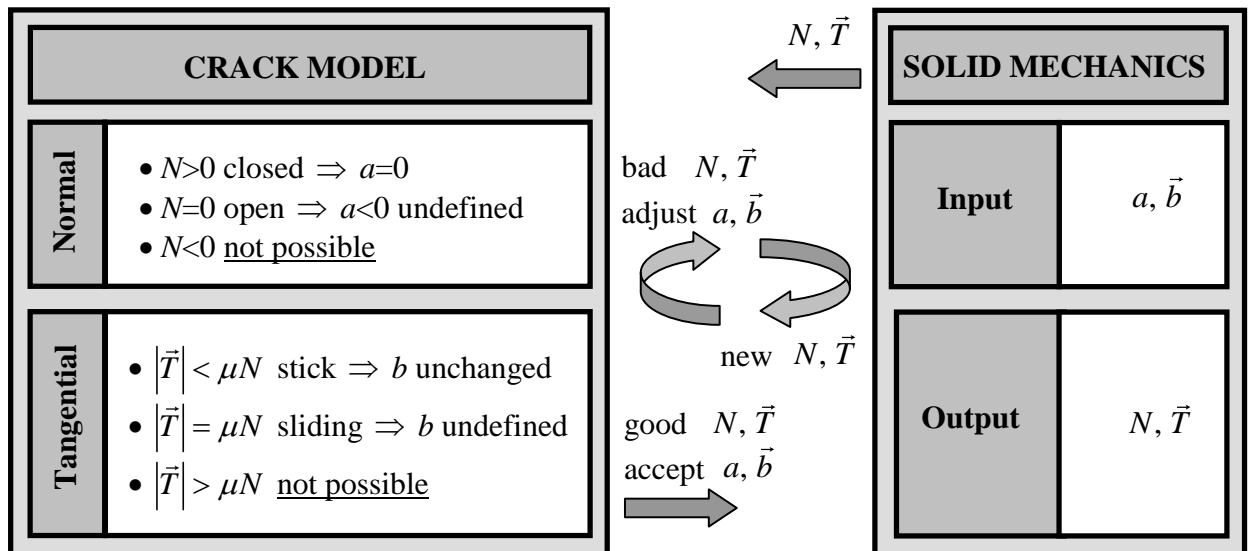 CRACK MODEL
Normal
• N>0 closed ⇒ a=0
• N=0 open ⇒ a<0 undefined
• N<0 not possible
Tangential
• |T⃗| < μN stick ⇒ b unchanged
• |T⃗| = μN sliding ⇒ b undefined
• |T⃗| > μN not possible
N, T⃗
bad N, T⃗
adjust a, b⃗
new N, T⃗
good N, T⃗
accept a, b⃗
SOLID MECHANICS
Input
a, b⃗
Output
N, T⃗